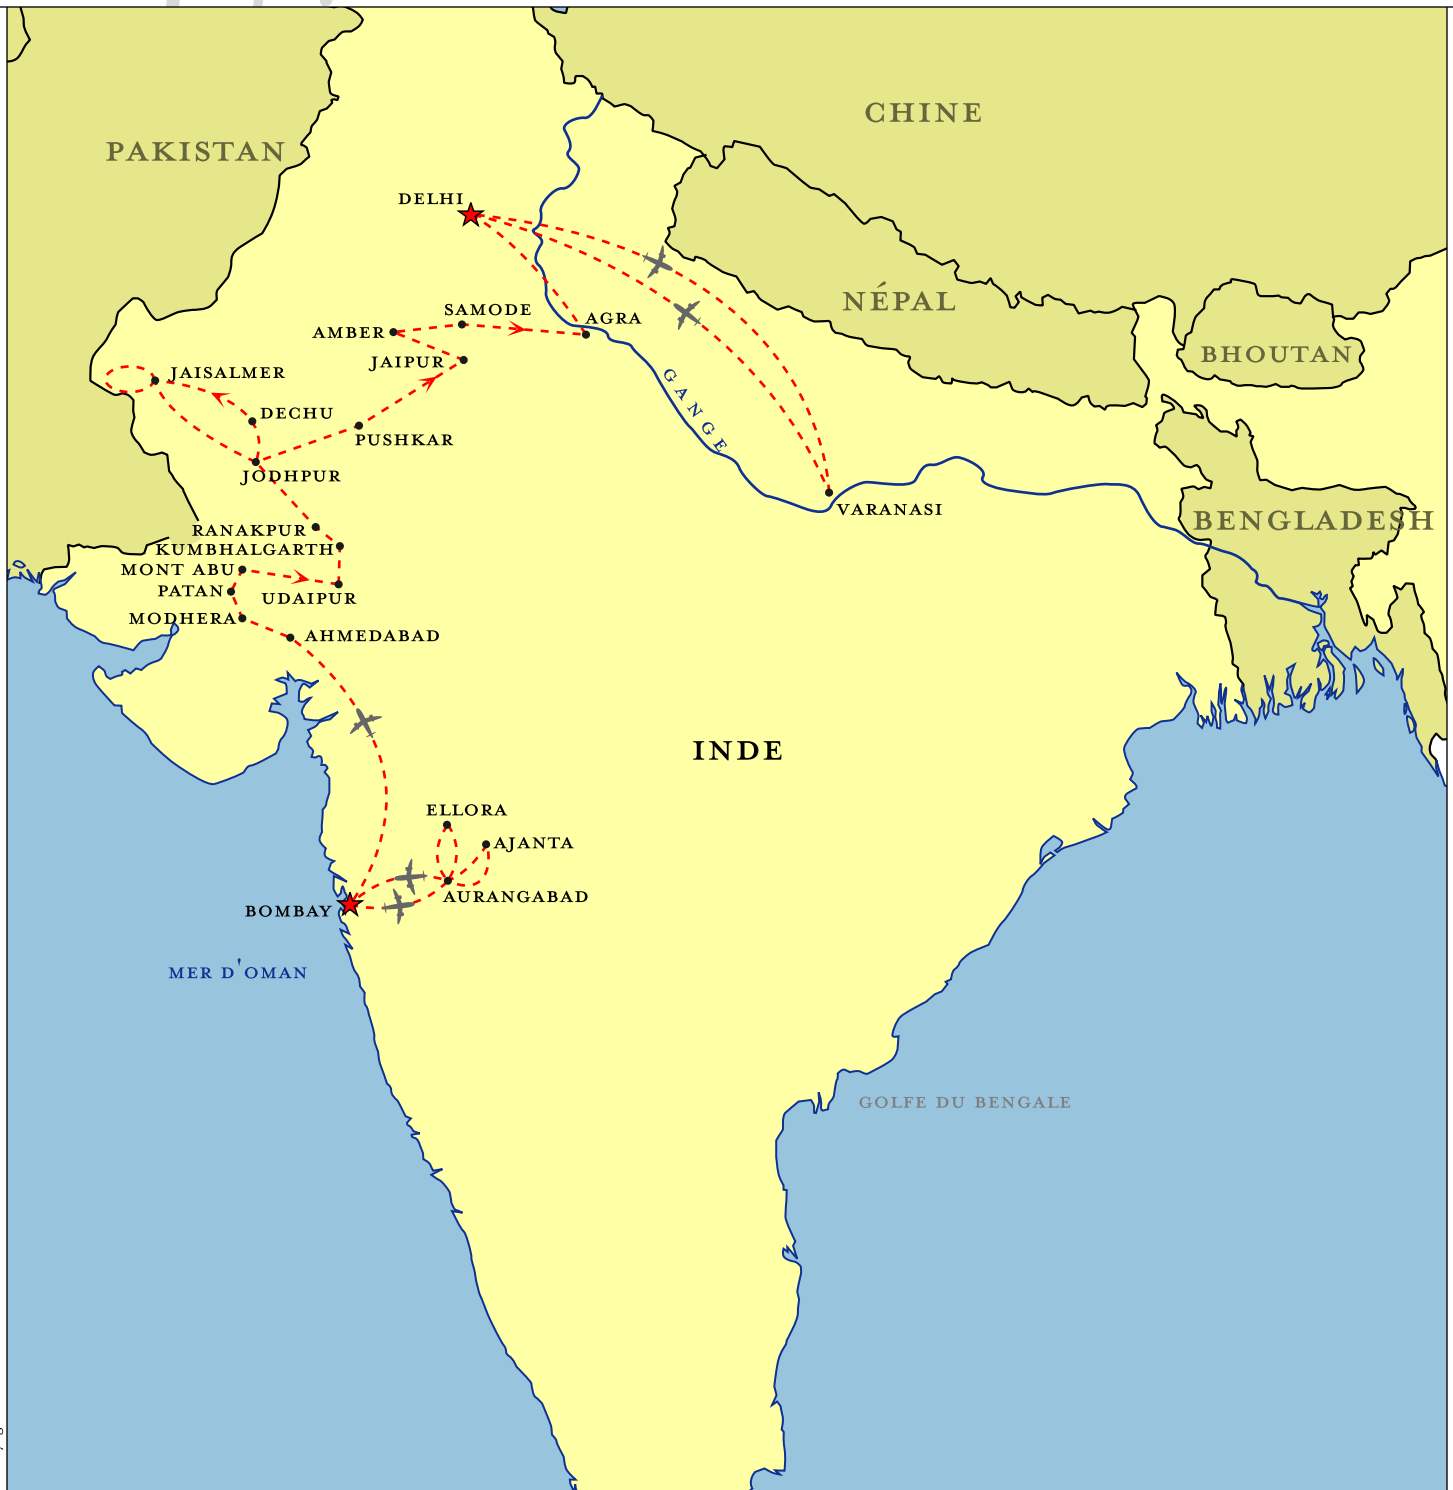 CHINE
PAKISTAN
DELHI
NÉPAL
SAMODE
AGRA
AMBER
JAIPUR
BHOUTAN
JAISALMER
GANGE
DECHU
PUSHKAR
JODHPUR
VARANASI
BENGLADESH
RANAKPUR
KUMBHALGARTH
MONT ABU
PATAN
UDAIPUR
MODHERA
AHMEDABAD
INDE
ELLORA
AJANTA
AURANGABAD
BOMBAY
MER D'OMAN
GOLFE DU BENGALE